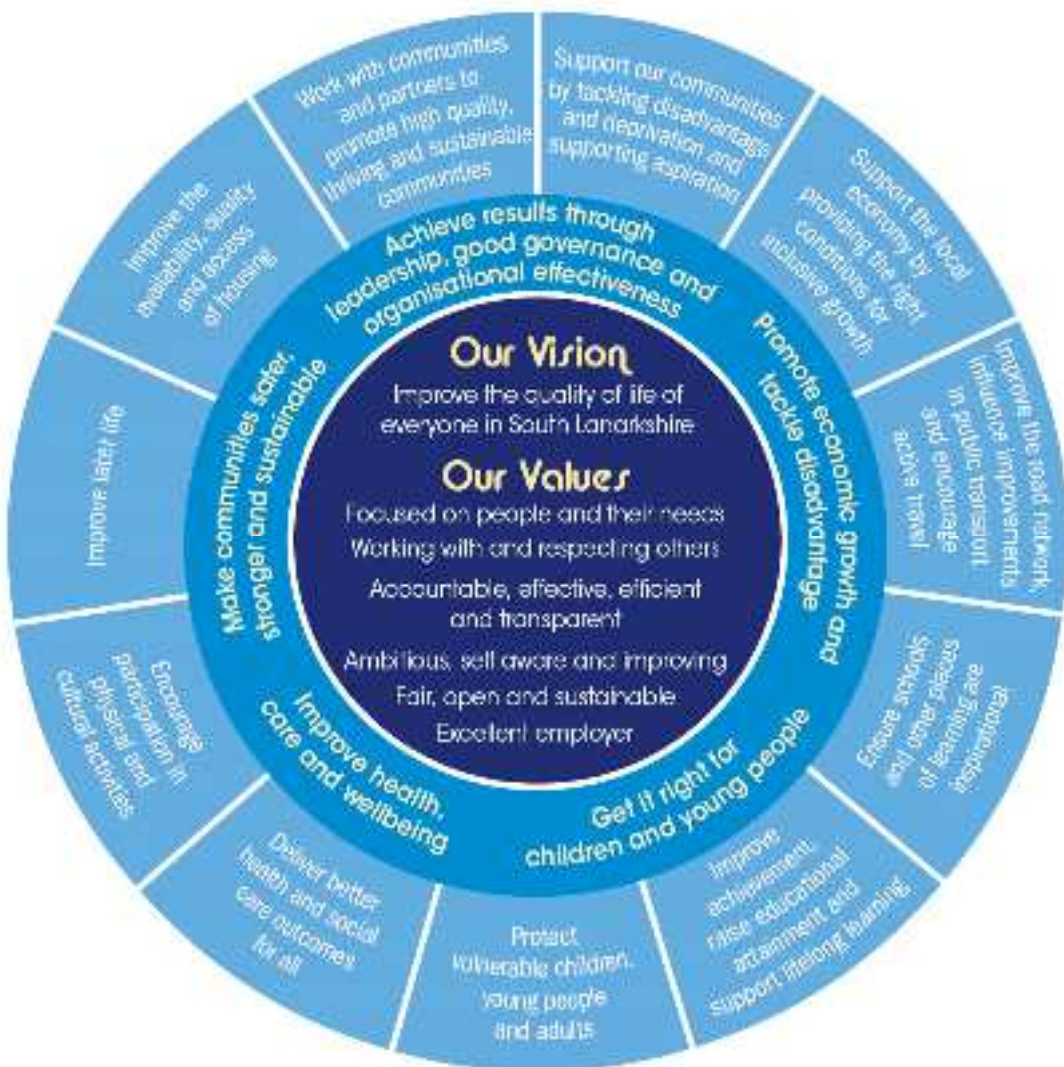 Our Vision
Improve the quality of life of
everyone in South Lanarkshire
Our Values
Focused on people and their needs
Working with and respecting others
Accountable, effective, efficient
and transparent
Ambitious, self aware and improving
Fair, open and sustainable
Excellent employer
Achieve results through
leadership, good governance and
organisational effectiveness
Promote economic growth and
tackle disadvantage
Get it right for
children and young people
Improve health,
care and wellbeing
Make communities safer,
stronger and sustainable
Support our communities
by tackling disadvantage
and deprivation and
supporting aspiration
Support the local
economy by
providing the right
conditions for
inclusive growth
Improve the road network,
influence improvements
in public transport
and encourage
active travel
Ensure schools
and other places
of learning are
inspirational
Improve
achievement,
raise educational
attainment and
support lifelong learning
Protect
vulnerable children,
young people
and adults
Deliver better
health and social
care outcomes
for all
Encourage
participation in
physical and
cultural activities
Improve later life
Improve the
availability, quality
and access
of housing
Work with communities
and partners to
promote high quality,
thriving and sustainable
communities